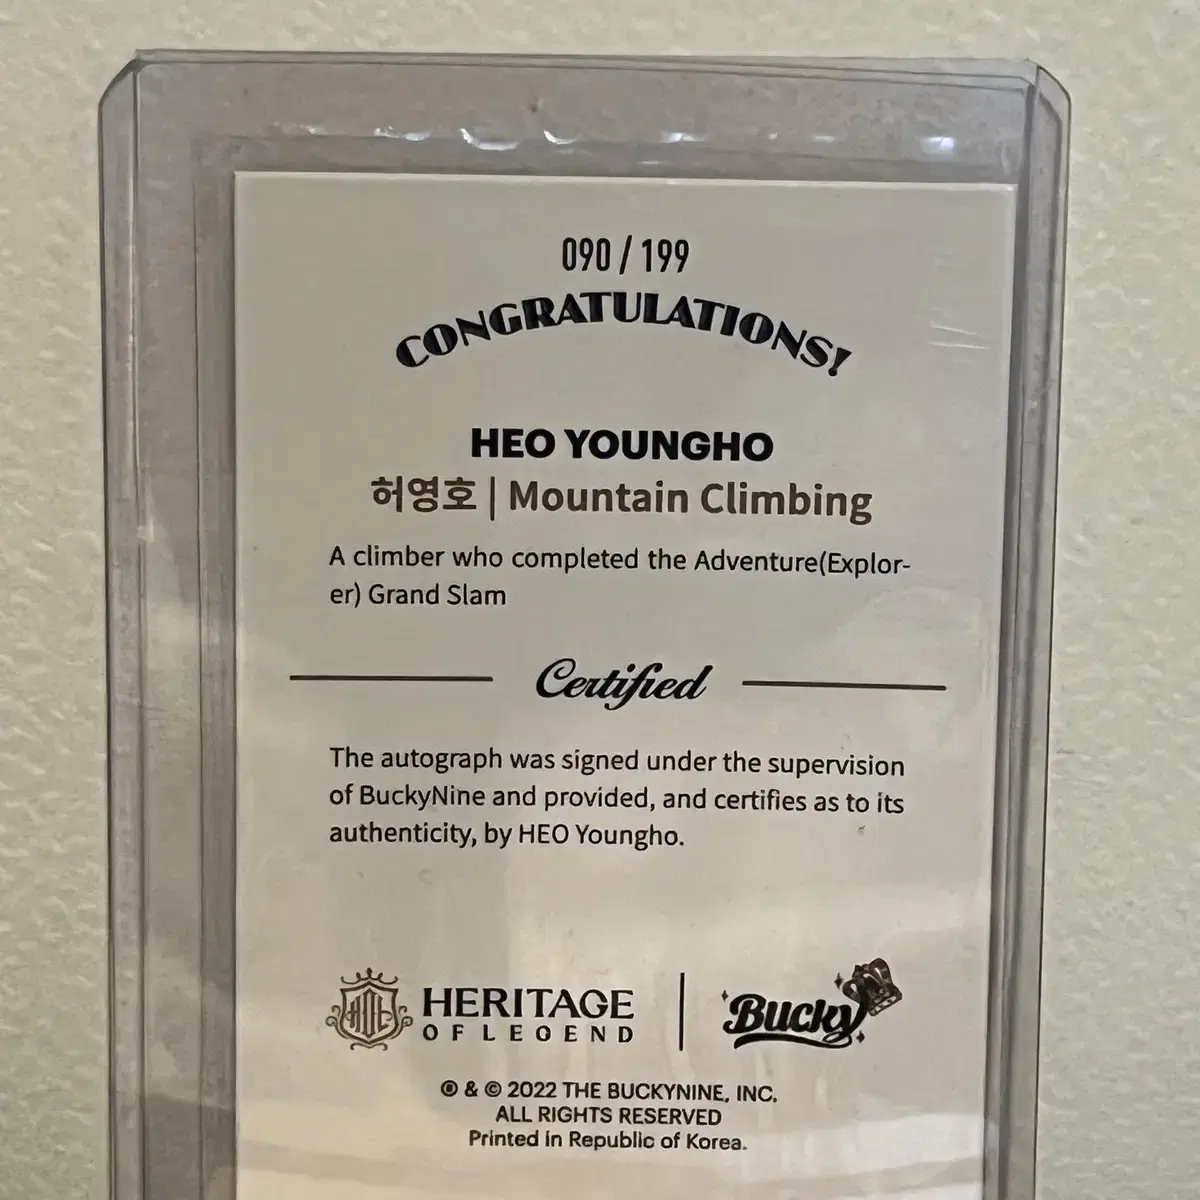 090 / 199
CONGRATULATIONS!
HEO YOUNGHO
허영호 | Mountain Climbing
A climber who completed the Adventure(Explor-
er) Grand Slam
Certified
The autograph was signed under the supervision
of BuckyNine and provided, and certifies as to its
authenticity, by HEO Youngho.
HOL HERITAGE
OF LEGEND
Bucky
® & © 2022 THE BUCKYNINE, INC.
ALL RIGHTS RESERVED
Printed in Republic of Korea.